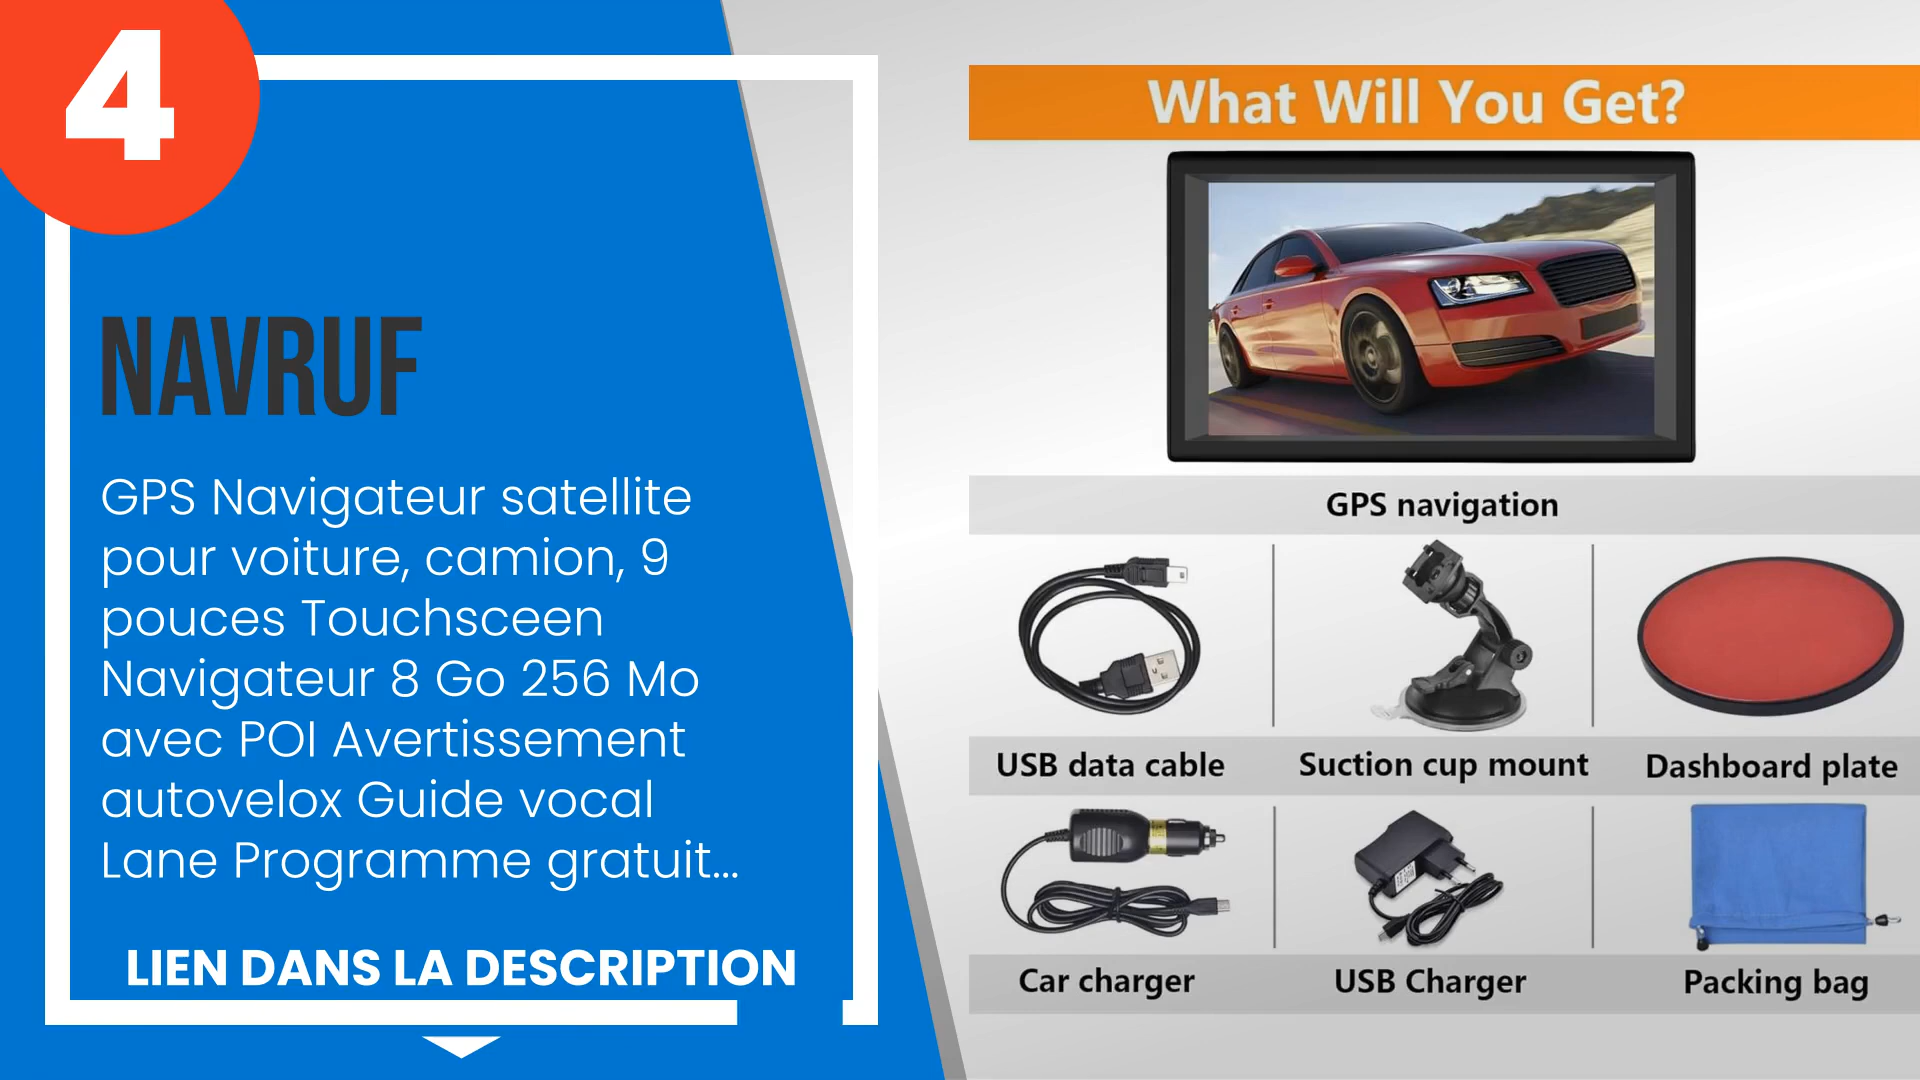 4
NAVRUF
GPS Navigateur satellite
pour voiture, camion, 9
pouces Touchsceen
Navigateur 8 Go 256 Mo
avec POI Avertissement
autovelox Guide vocal
Lane Programme gratuit...
LIEN DANS LA DESCRIPTION
What Will You Get?
GPS navigation
USB data cable
Suction cup mount
Dashboard plate
Car charger
USB Charger
Packing bag